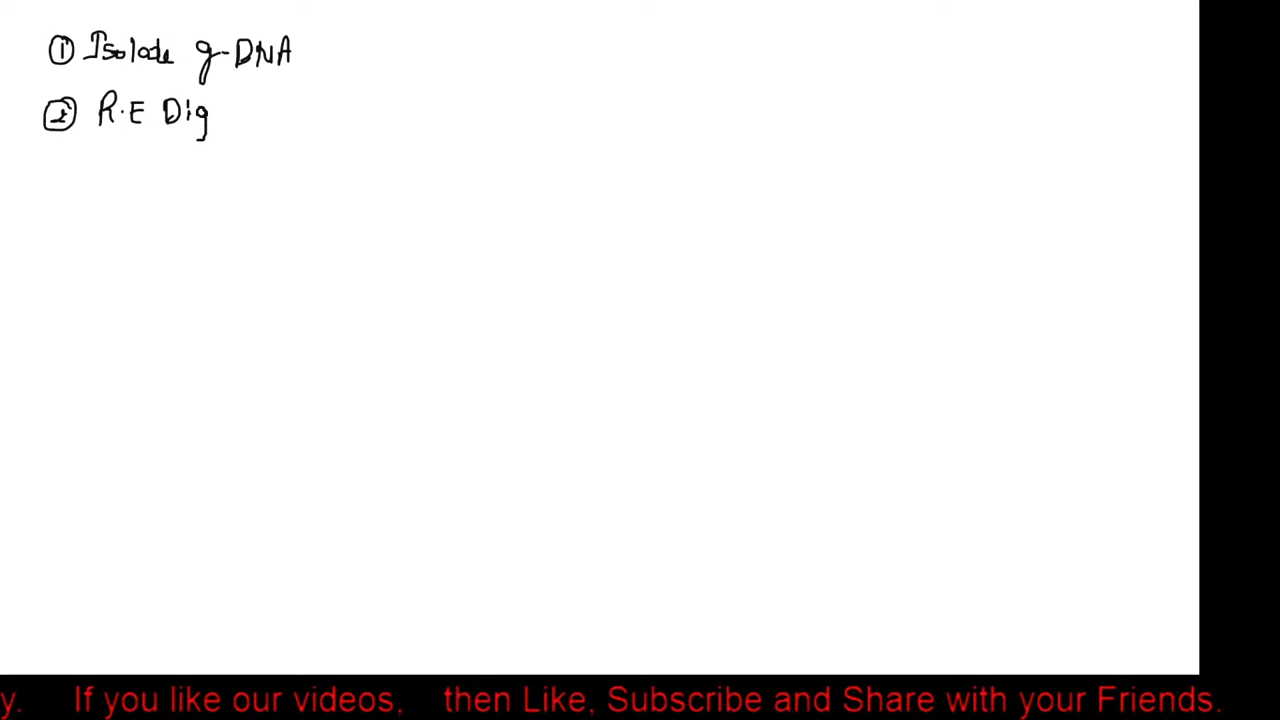 ① Isolate g-DNA
② R.E Dig
y. If you like our videos, then Like, Subscribe and Share with your Friends.